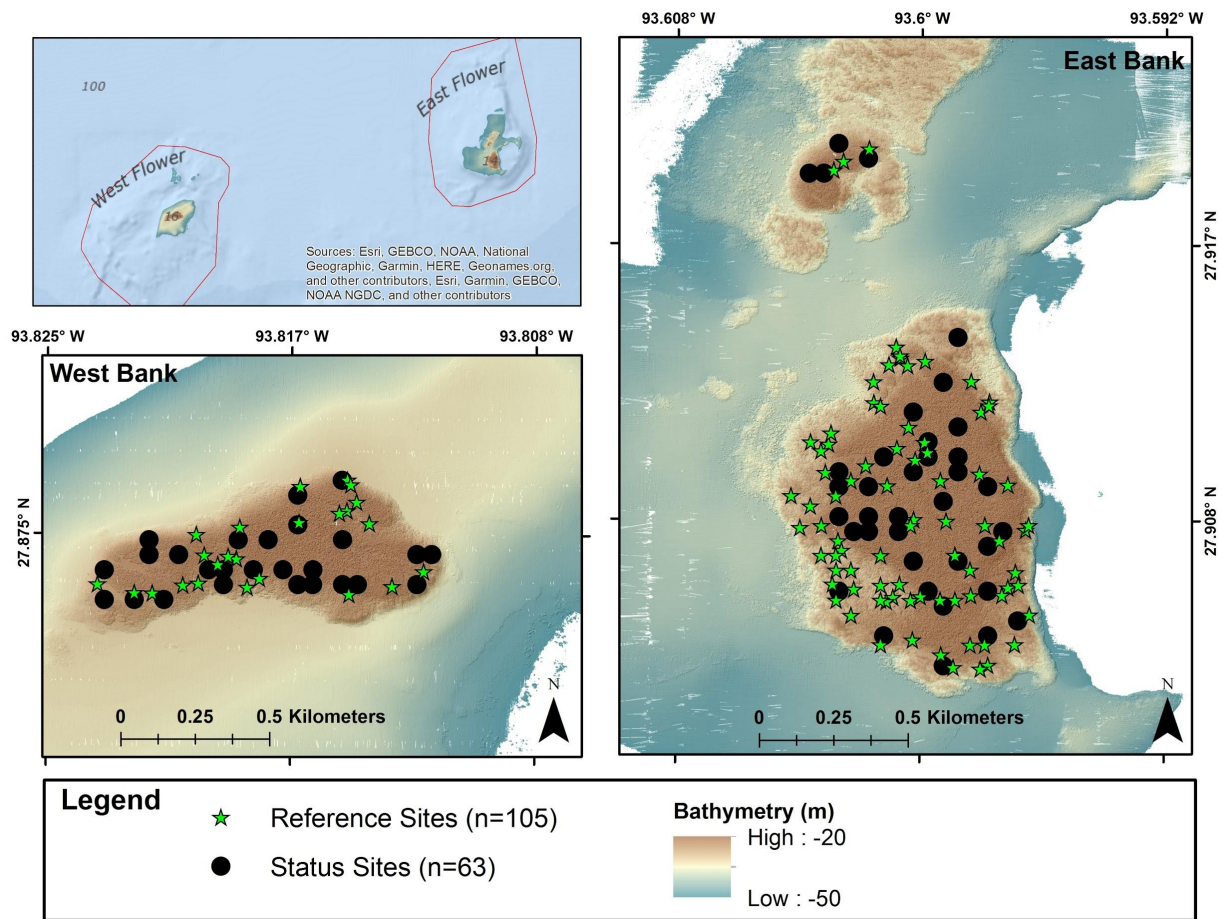 93.608° W
93.6° W
93.592° W
100
West Flower
East Flower
16
Sources: Esri, GEBCO, NOAA, National
Geographic, Garmin, HERE, Geonames.org,
and other contributors, Esri, Garmin, GEBCO,
NOAA NGDC, and other contributors
East Bank
27.917° N
27.908° N
93.825° W
93.817° W
93.808° W
West Bank
27.875° N
N
0 0.25 0.5 Kilometers
N
0 0.25 0.5 Kilometers
Legend
Reference Sites (n=105)
Status Sites (n=63)
Bathymetry (m)
High : -20
Low : -50